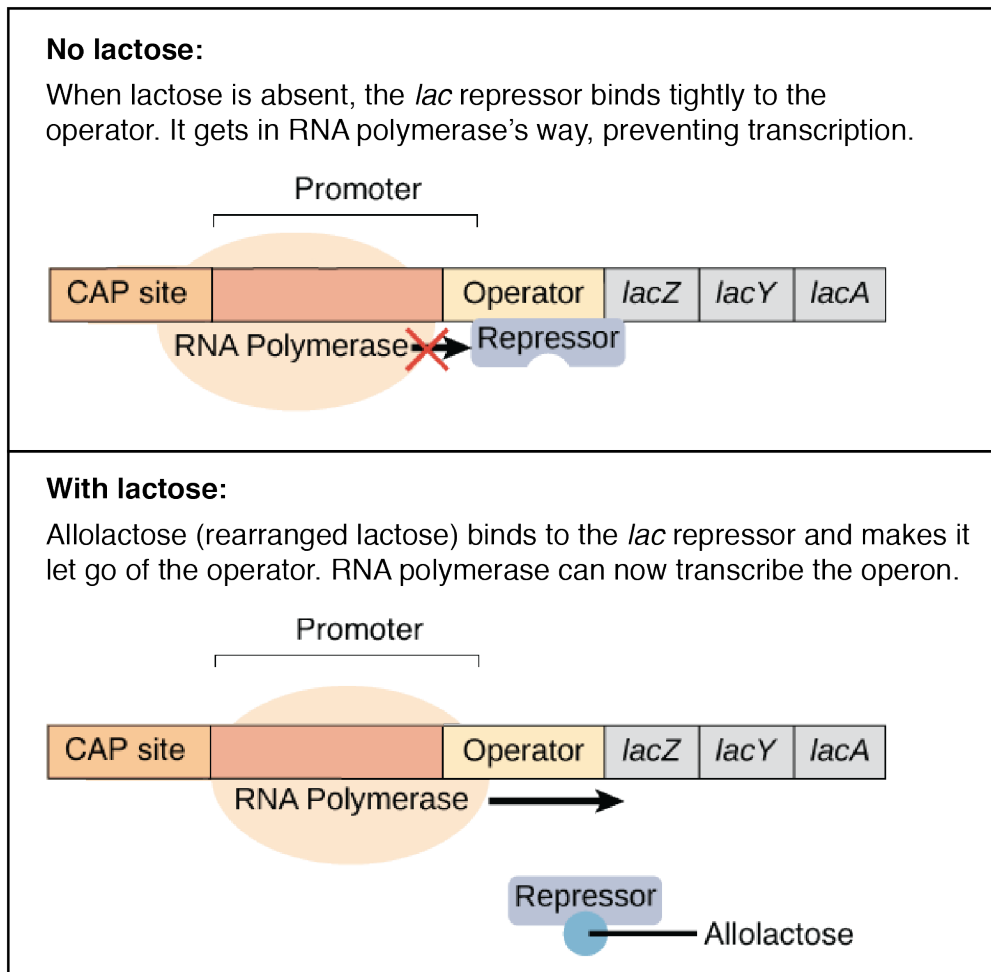 No lactose:
When lactose is absent, the lac repressor binds tightly to the
operator. It gets in RNA polymerase’s way, preventing transcription.
Promoter
CAP site Operator lacZ lacY lacA
RNA Polymerase Repressor
With lactose:
Allolactose (rearranged lactose) binds to the lac repressor and makes it
let go of the operator. RNA polymerase can now transcribe the operon.
Promoter
CAP site Operator lacZ lacY lacA
RNA Polymerase
Repressor
Allolactose